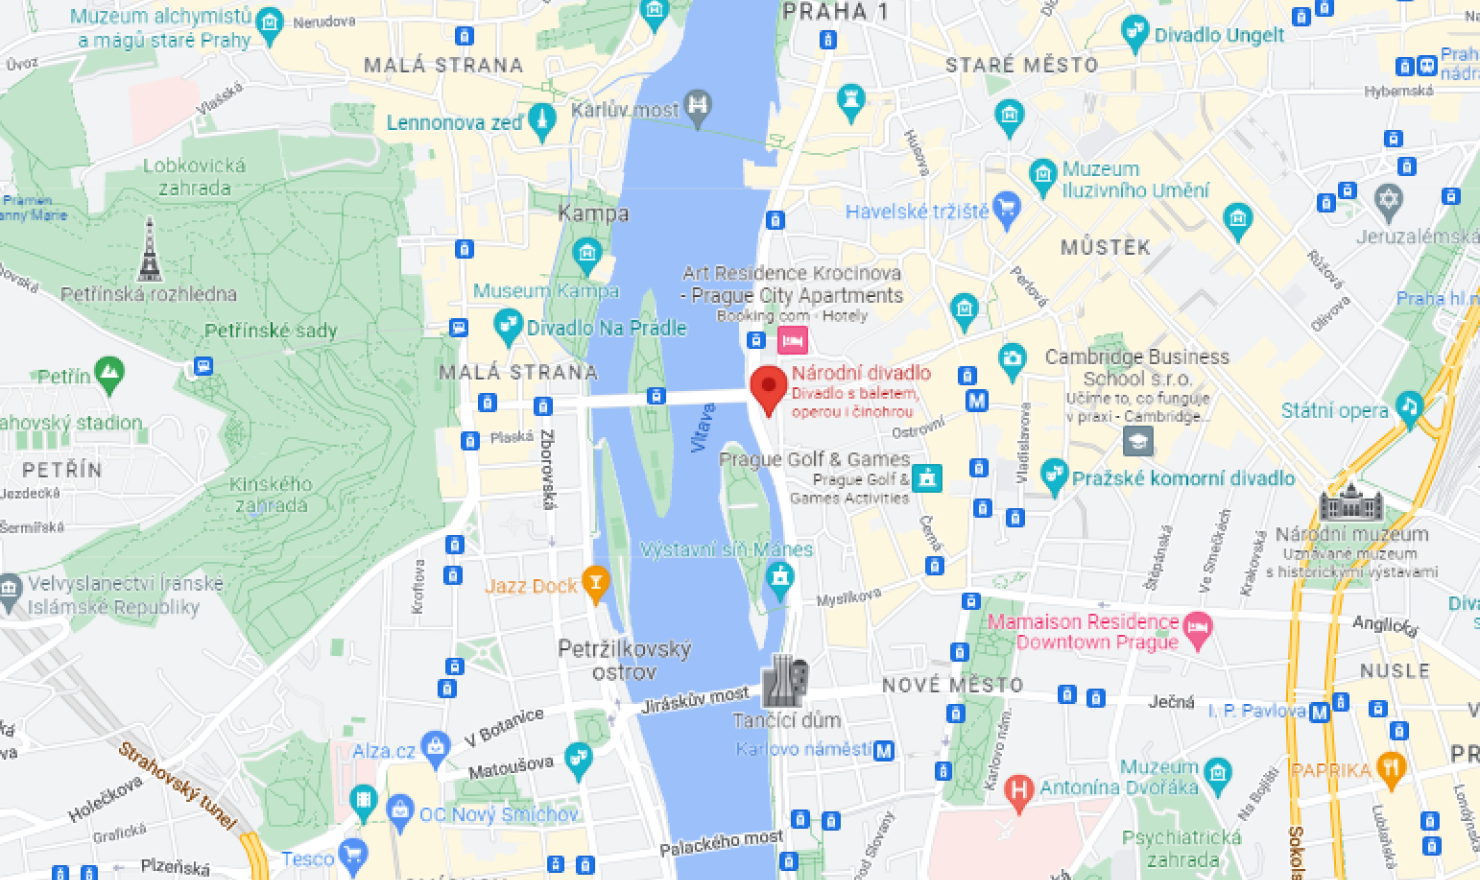 Muzeum alchymistů
a mágů staré Prahy
Nerudova
PRAHA 1
Divadlo Ungelt
Úvoz
MALÁ STRANA
STARÉ MĚSTO
Hybernská
Vlašská
Karlův most
Lennonova zeď
Husova
Lobkovická
zahrada
Muzeum
Iluzivního Umění
Pramen
Kampa
Havelské tržiště
Jeruzalémská
MŮSTEK
Růžová
Petřínská rozhledna
Museum Kampa
Art Residence Krocinova
- Prague City Apartments
Booking.com - Hotely
Perlová
Olivova
Praha hl.n
Petřínské sady
Divadlo Na Prádle
Petřín
MALÁ STRANA
Národní divadlo
Divadlo s baletem,
operou i činohrou
Cambridge Business
School s.r.o.
Učíme to, co funguje
v praxi - Cambridge...
Státní opera
ahovský stadion
Plaská
Zborovská
Vltava
Ostrovní
Vladislavova
PETŘÍN
Jezdecká
Šermířská
Kinského
zahrada
Prague Golf & Games
Prague Golf &
Games Activities
Pražské komorní divadlo
Národní muzeum
Uznávané muzeum
s historickými výstavami
Černá
Štěpánská
Ve Smečkách
Krakovská
Výstavní síň Mánes
Velvyslanectví Íránské
Islámské Republiky
Kroftova
Jazz Dock
Myslíkova
Mamaison Residence
Downtown Prague
Anglická
Petržilkovský
ostrov
NUSLE
NOVÉ MĚSTO
Jiráskův most
Ječná
I. P. Pavlova
Tančící dům
V Botanice
Karlovo náměstí
Karlovo nám.
Alza.cz
Matoušova
Strahovský tunel
Holečkova
Muzeum
Antonína Dvořáka
Na Bojišti
PAPRIKA
OC Nový Smíchov
Grafická
Palackého most
Psychiatrická
zahrada
Lublaňská
Londýnská
Tesco
Plzeňská
Pod Slovany
Sokols